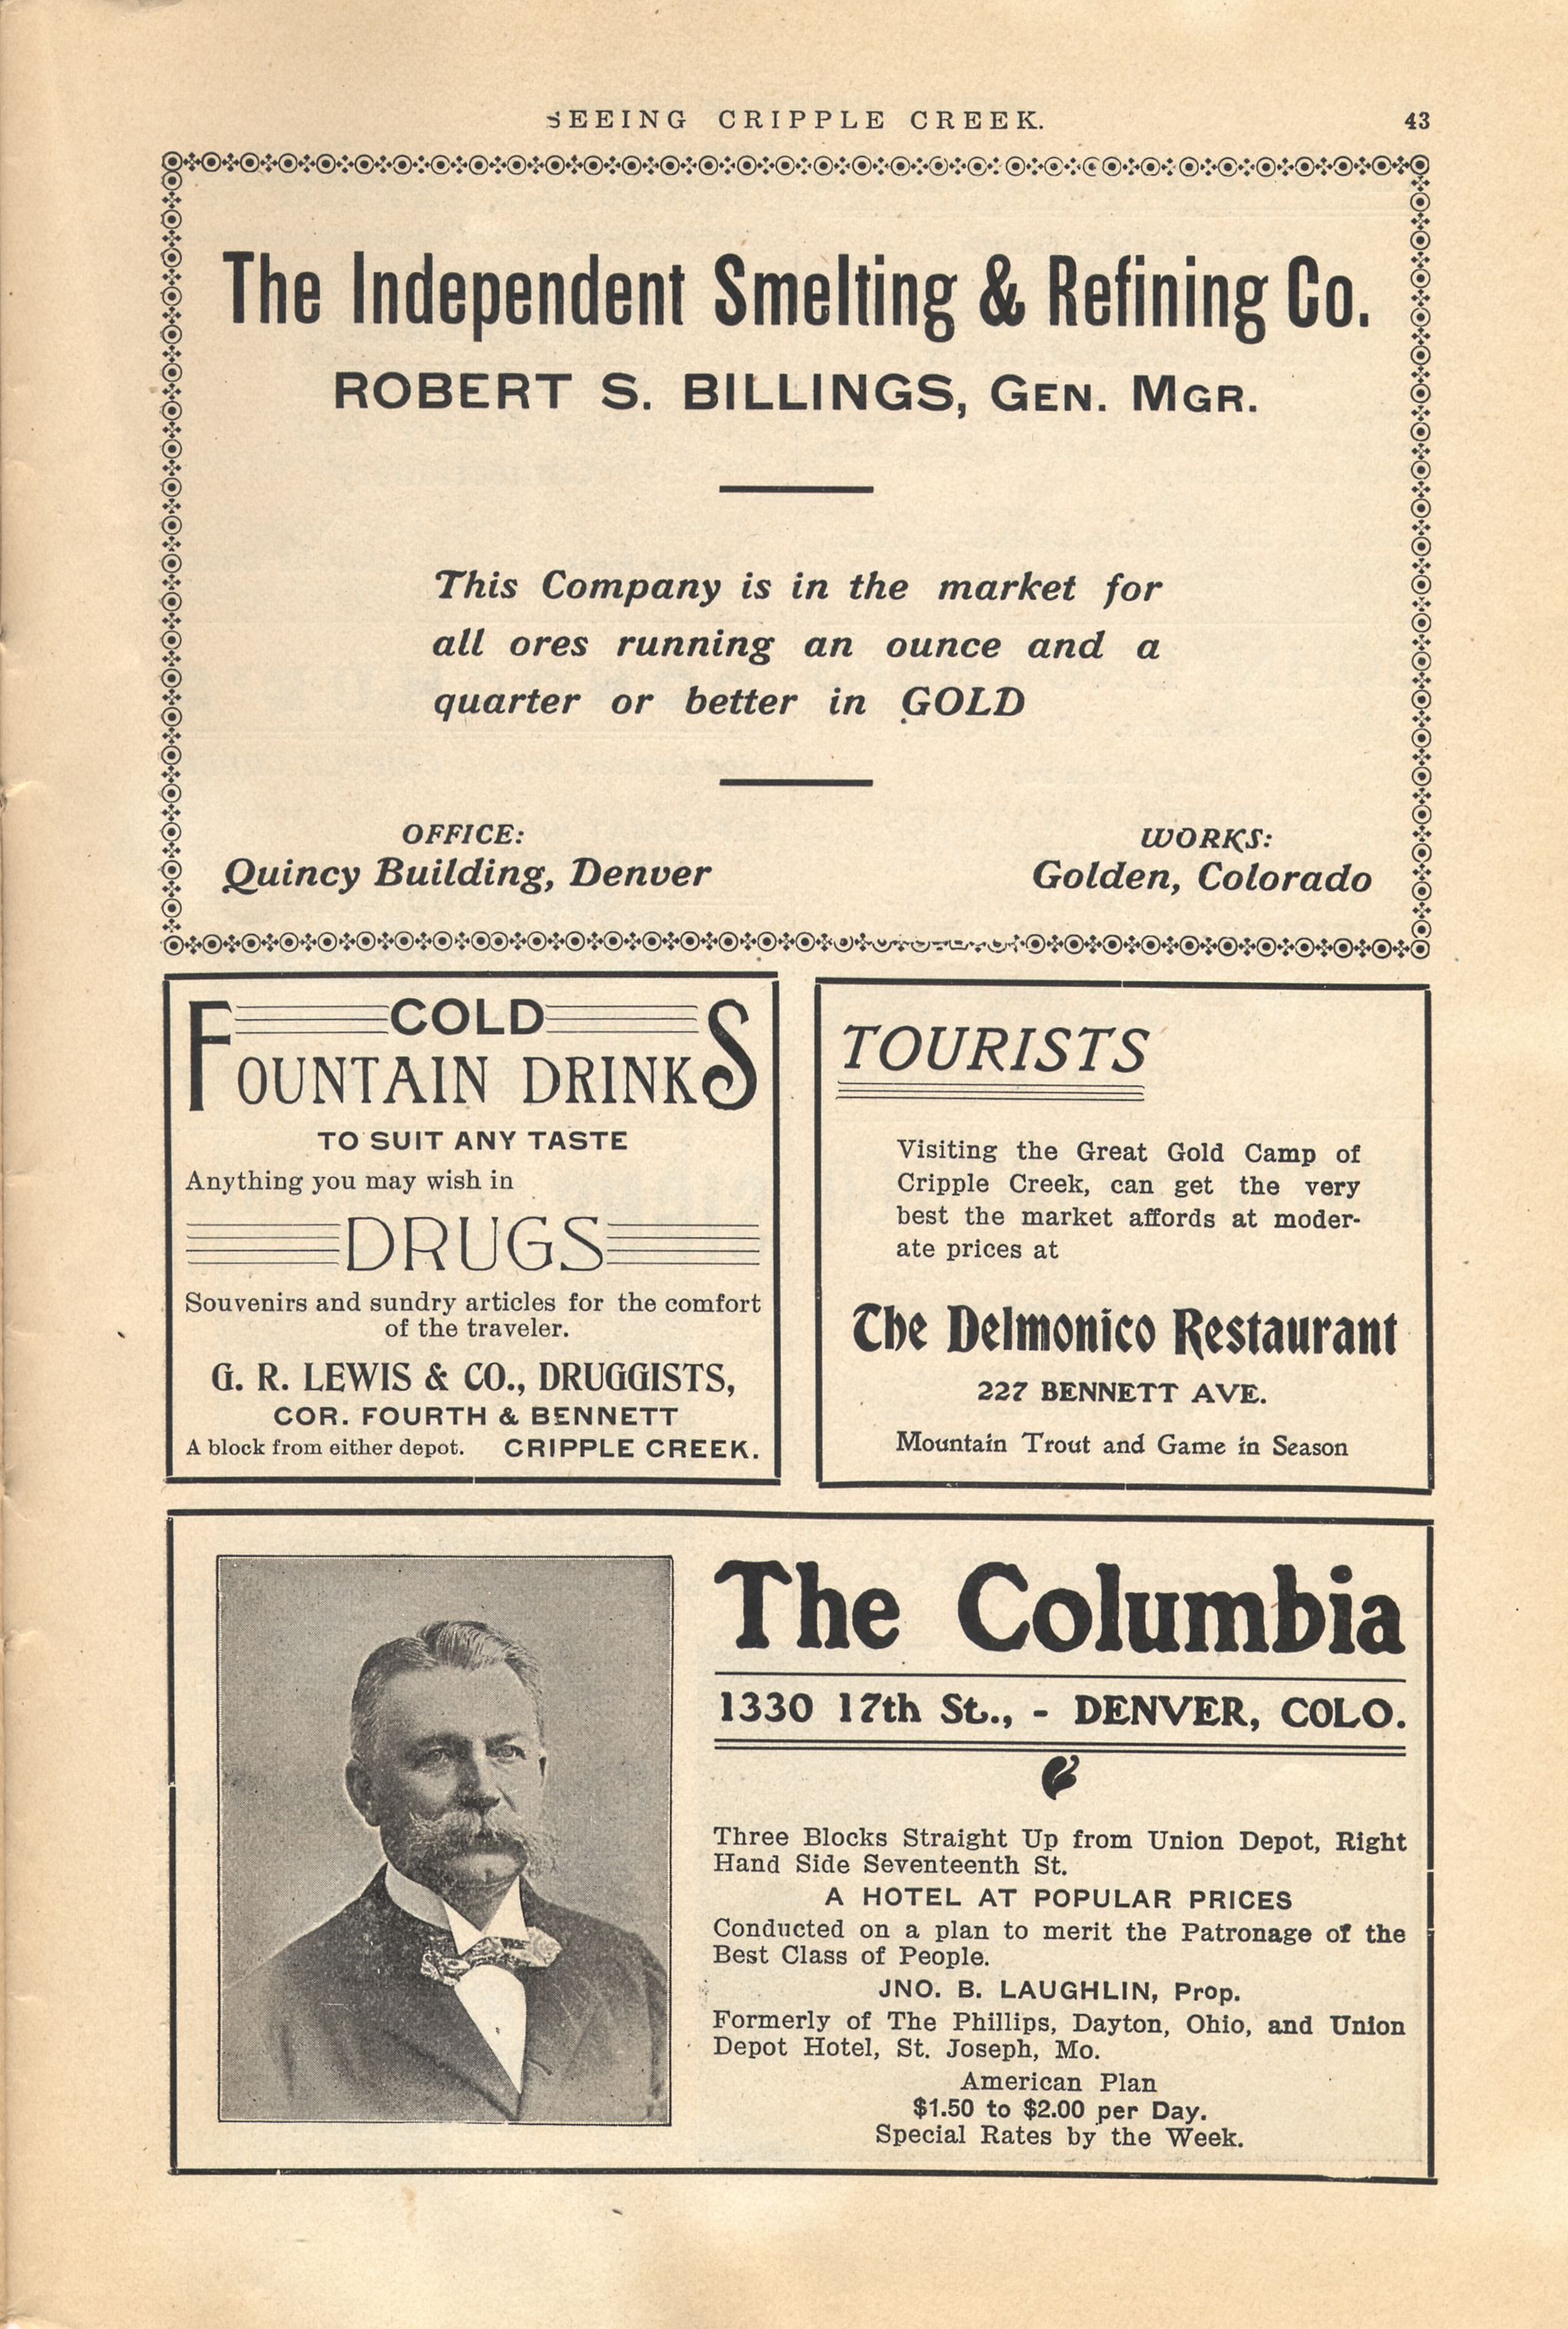 SEEING CRIPPLE CREEK.
43
The Independent Smelting & Refining Co.
ROBERT S. BILLINGS, GEN. MGR.
This Company is in the market for
all ores running an ounce and a
quarter or better in GOLD
OFFICE:
Quincy Building, Denver
WORKS:
Golden, Colorado
COLD
FOUNTAIN DRINKS
TO SUIT ANY TASTE
Anything you may wish in
DRUGS
Souvenirs and sundry articles for the comfort
of the traveler.
G. R. LEWIS & CO., DRUGGISTS,
COR. FOURTH & BENNETT
A block from either depot. CRIPPLE CREEK.
TOURISTS
Visiting the Great Gold Camp of
Cripple Creek, can get the very
best the market affords at moder-
ate prices at
The Delmonico Restaurant
227 BENNETT AVE.
Mountain Trout and Game in Season
The Columbia
1330 17th St., - DENVER, COLO.
Three Blocks Straight Up from Union Depot, Right
Hand Side Seventeenth St.
A HOTEL AT POPULAR PRICES
Conducted on a plan to merit the Patronage of the
Best Class of People.
JNO. B. LAUGHLIN, Prop.
Formerly of The Phillips, Dayton, Ohio, and Union
Depot Hotel, St. Joseph, Mo.
American Plan
$1.50 to $2.00 per Day.
Special Rates by the Week.